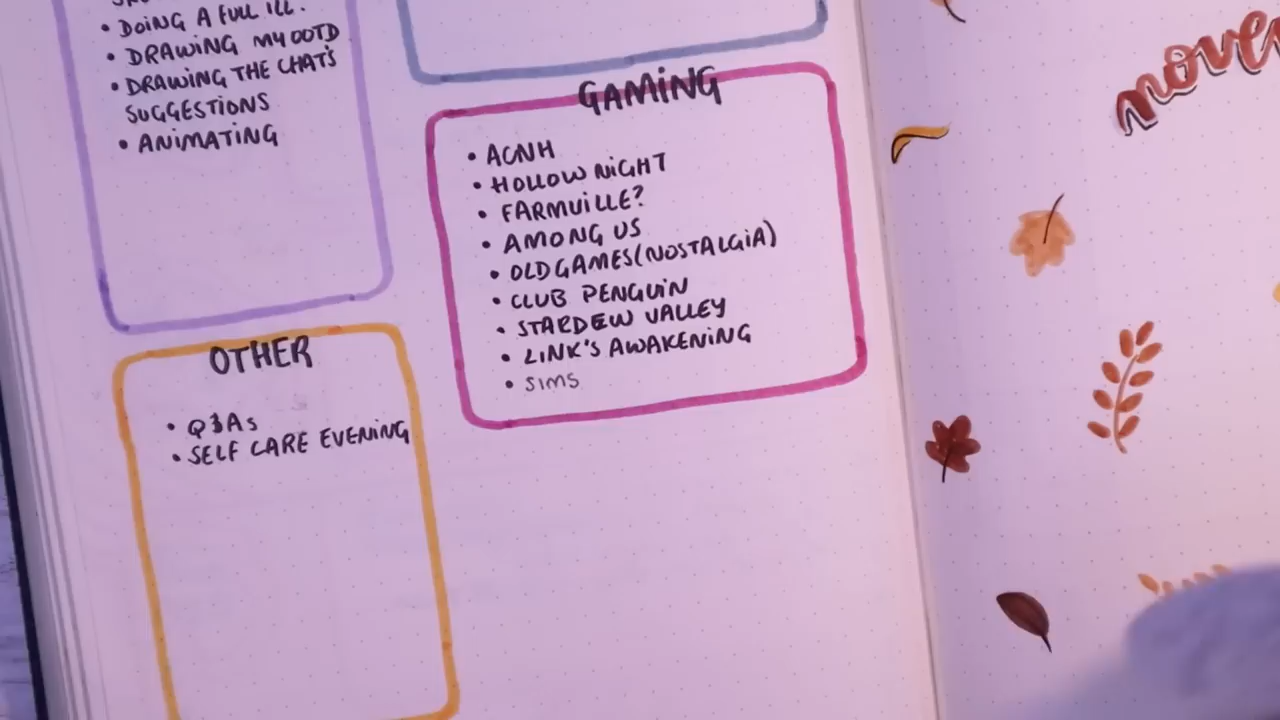 • DOING A FULL ILL.
• DRAWING MY OOTD
• DRAWING THE CHAT'S
SUGGESTIONS
• ANIMATING
GAMING
• ACNH
• HOLLOW NIGHT
• FARMVILLE?
• AMONG US
• OLD GAMES (NOSTALGIA)
• CLUB PENGUIN
• STARDEW VALLEY
• LINK'S AWAKENING
• SIMS
OTHER
• Q&As
• SELF CARE EVENING